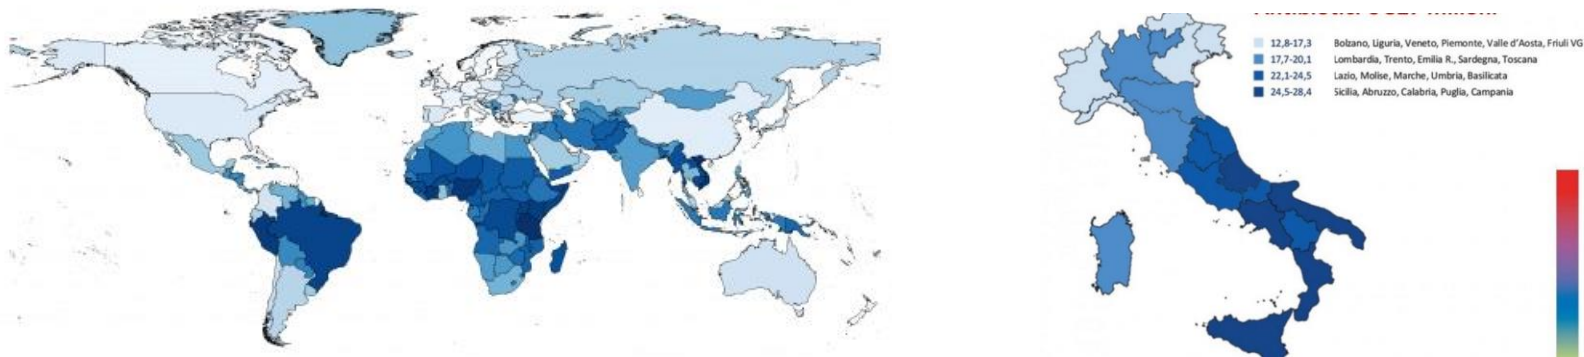 12,8-17,3 Bolzano, Liguria, Veneto, Piemonte, Valle d'Aosta, Friuli VG
17,7-20,1 Lombardia, Trento, Emilia R., Sardegna, Toscana
22,1-24,5 Lazio, Molise, Marche, Umbria, Basilicata
24,5-28,4 Sicilia, Abruzzo, Calabria, Puglia, Campania